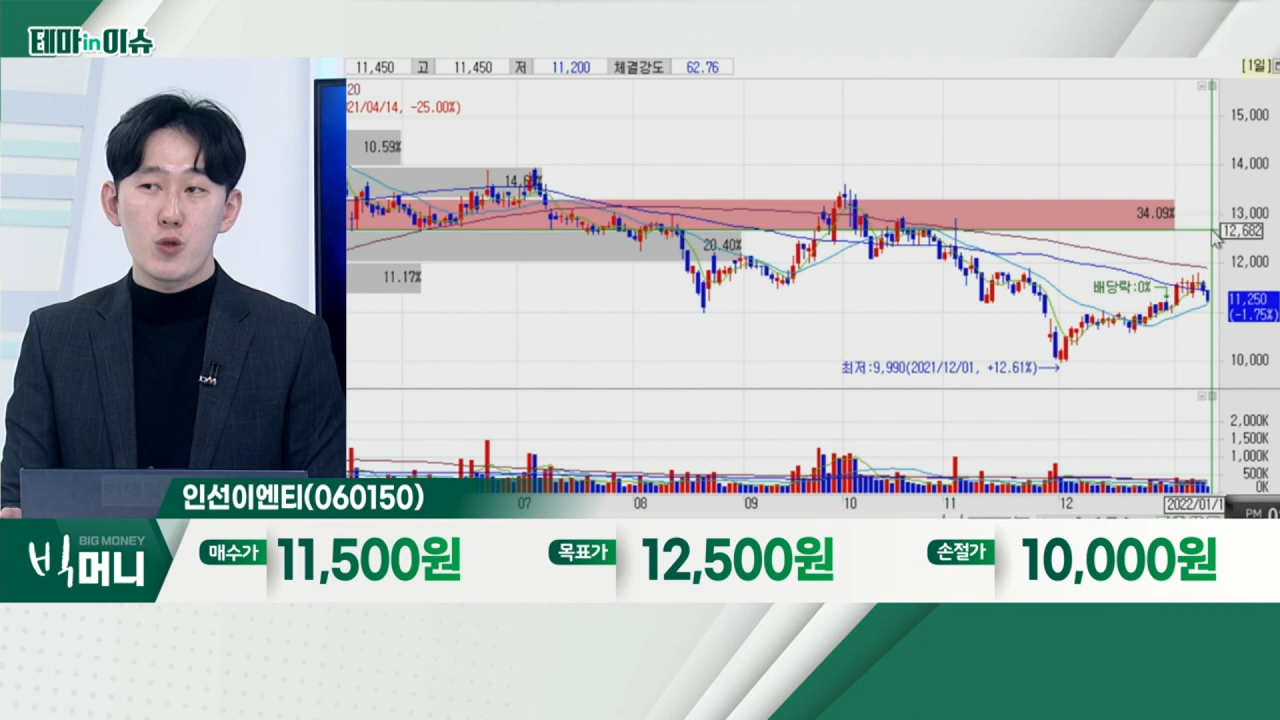 테마in이슈
11,450 고 11,450 저 11,200 체결강도 62.76
[1일]
20
21/04/14, -25.00%)
10.59%
34.09%
20.40%
11.17%
배당락:0%
최저:9,990(2021/12/01, +12.61%)
15,000
14,000
13,000
12,682
12,000
11,250
(-1.75%)
10,000
2,000K
1,500K
1,000K
500K
0K
07 08 09 10 11 12 2022/01/1
PM
인선이엔티(060150)
BIG MONEY
빅머니
매수가 11,500원 목표가 12,500원 손절가 10,000원